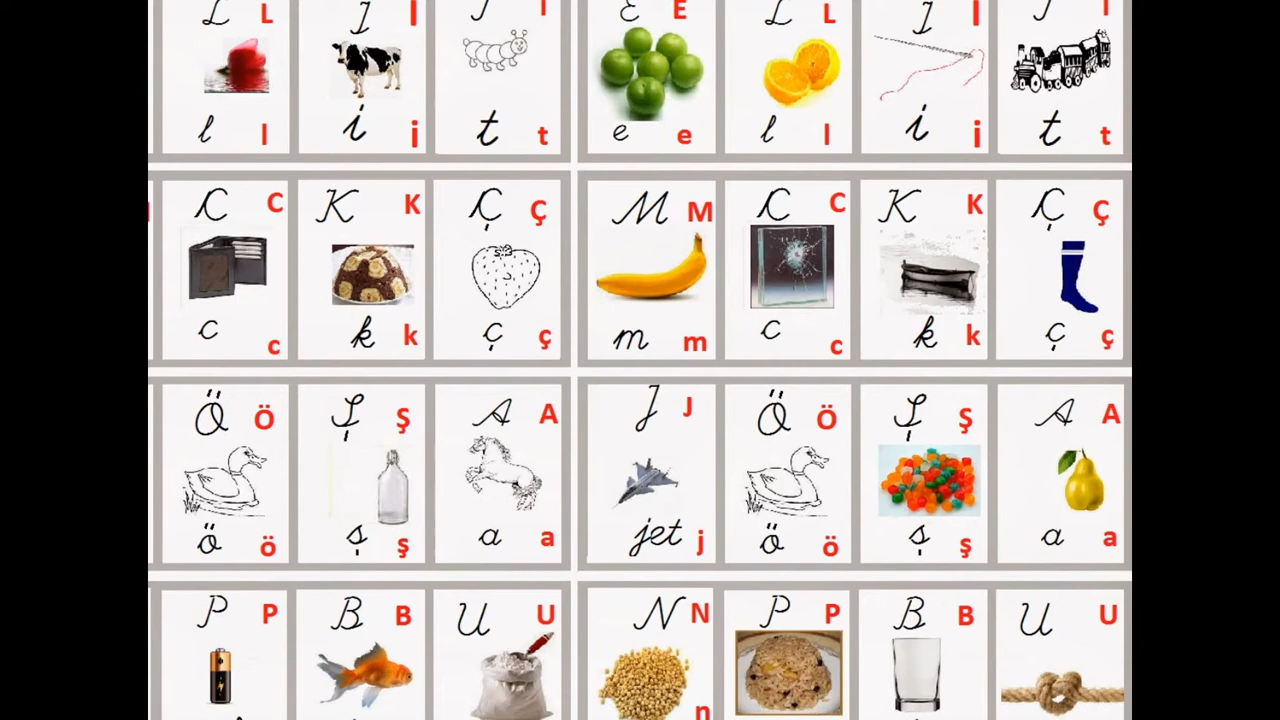 L L İ İ T T E E L L İ İ T T
l l i i t t e e l l i i t t
C C K K Ç Ç M M C C K K Ç Ç
c c k k ç ç m m c c k k ç ç
Ö Ö Ş Ş A A J J Ö Ö Ş Ş A A
ö ö ş ş a a jet j ö ö ş ş a a
P P B B U U N N P P B B U U
n